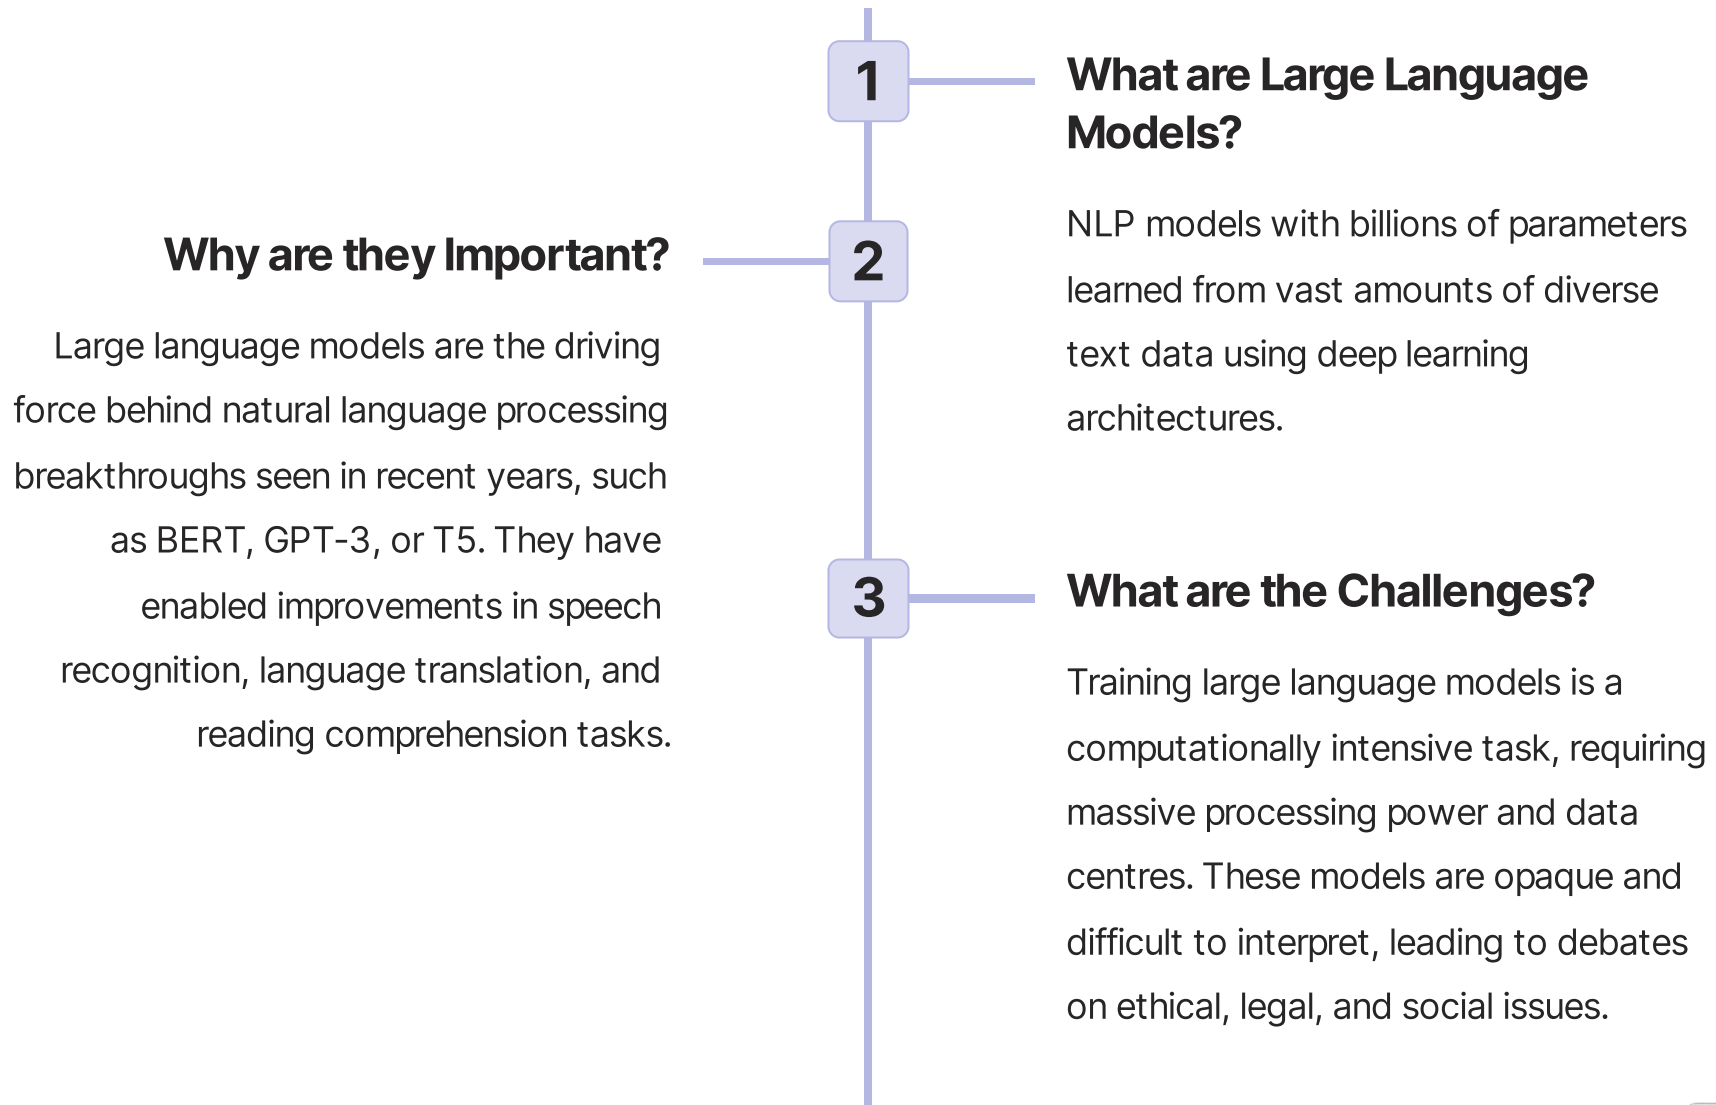 1
What are Large Language
Models?
NLP models with billions of parameters
learned from vast amounts of diverse
text data using deep learning
architectures.
2
Why are they Important?
Large language models are the driving
force behind natural language processing
breakthroughs seen in recent years, such
as BERT, GPT-3, or T5. They have
enabled improvements in speech
recognition, language translation, and
reading comprehension tasks.
3
What are the Challenges?
Training large language models is a
computationally intensive task, requiring
massive processing power and data
centres. These models are opaque and
difficult to interpret, leading to debates
on ethical, legal, and social issues.